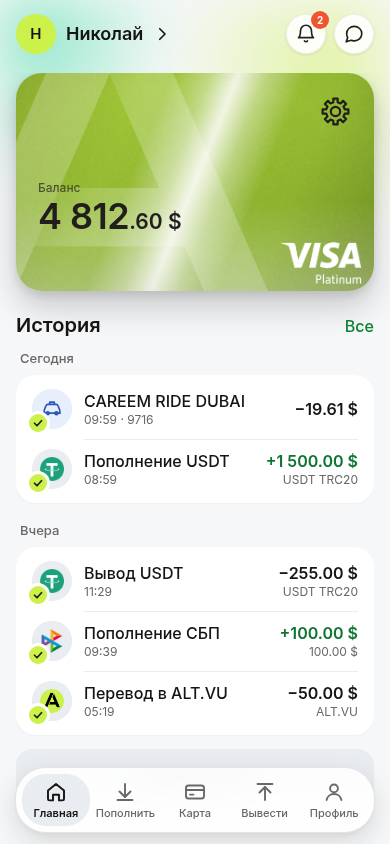 Н
Николай
2
Баланс
4 812.60 $
VISA
Platinum
История
Все
Сегодня
CAREEM RIDE DUBAI
−19.61 $
09:59 · 9716
Пополнение USDT
+1 500.00 $
08:59
USDT TRC20
Вчера
Вывод USDT
−255.00 $
11:29
USDT TRC20
Пополнение СБП
+100.00 $
09:39
100.00 $
Перевод в ALT.VU
−50.00 $
05:19
ALT.VU
Главная
Пополнить
Карта
Вывести
Профиль